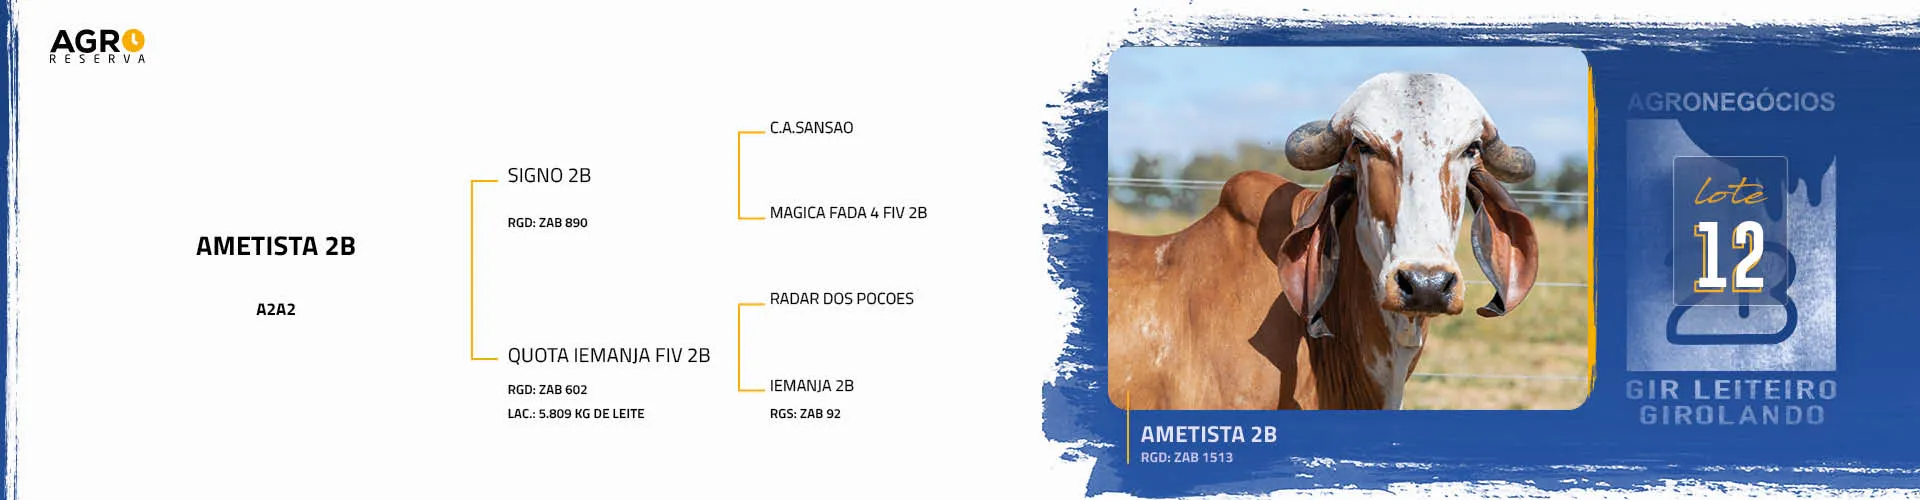 AGRO
RESERVA
AMETISTA 2B
A2A2
SIGNO 2B
RGD: ZAB 890
QUOTA IEMANJA FIV 2B
RGD: ZAB 602
LAC.: 5.809 KG DE LEITE
C.A.SANSAO
MAGICA FADA 4 FIV 2B
RADAR DOS POCOES
IEMANJA 2B
RGS: ZAB 92
AMETISTA 2B
RGD: ZAB 1513
AGRONEGÓCIOS
lote
12
2B
GIR LEITEIRO
GIROLANDO